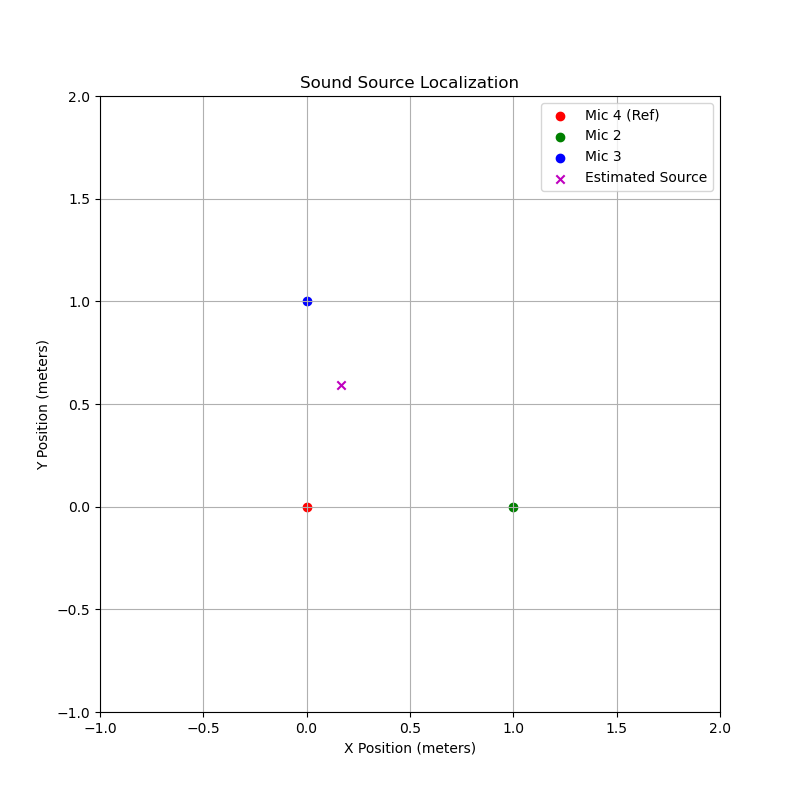 Sound Source Localization
Mic 4 (Ref)
Mic 2
Mic 3
Estimated Source
2.0
1.5
1.0
0.5
0.0
−0.5
−1.0
Y Position (meters)
−1.0 −0.5 0.0 0.5 1.0 1.5 2.0
X Position (meters)